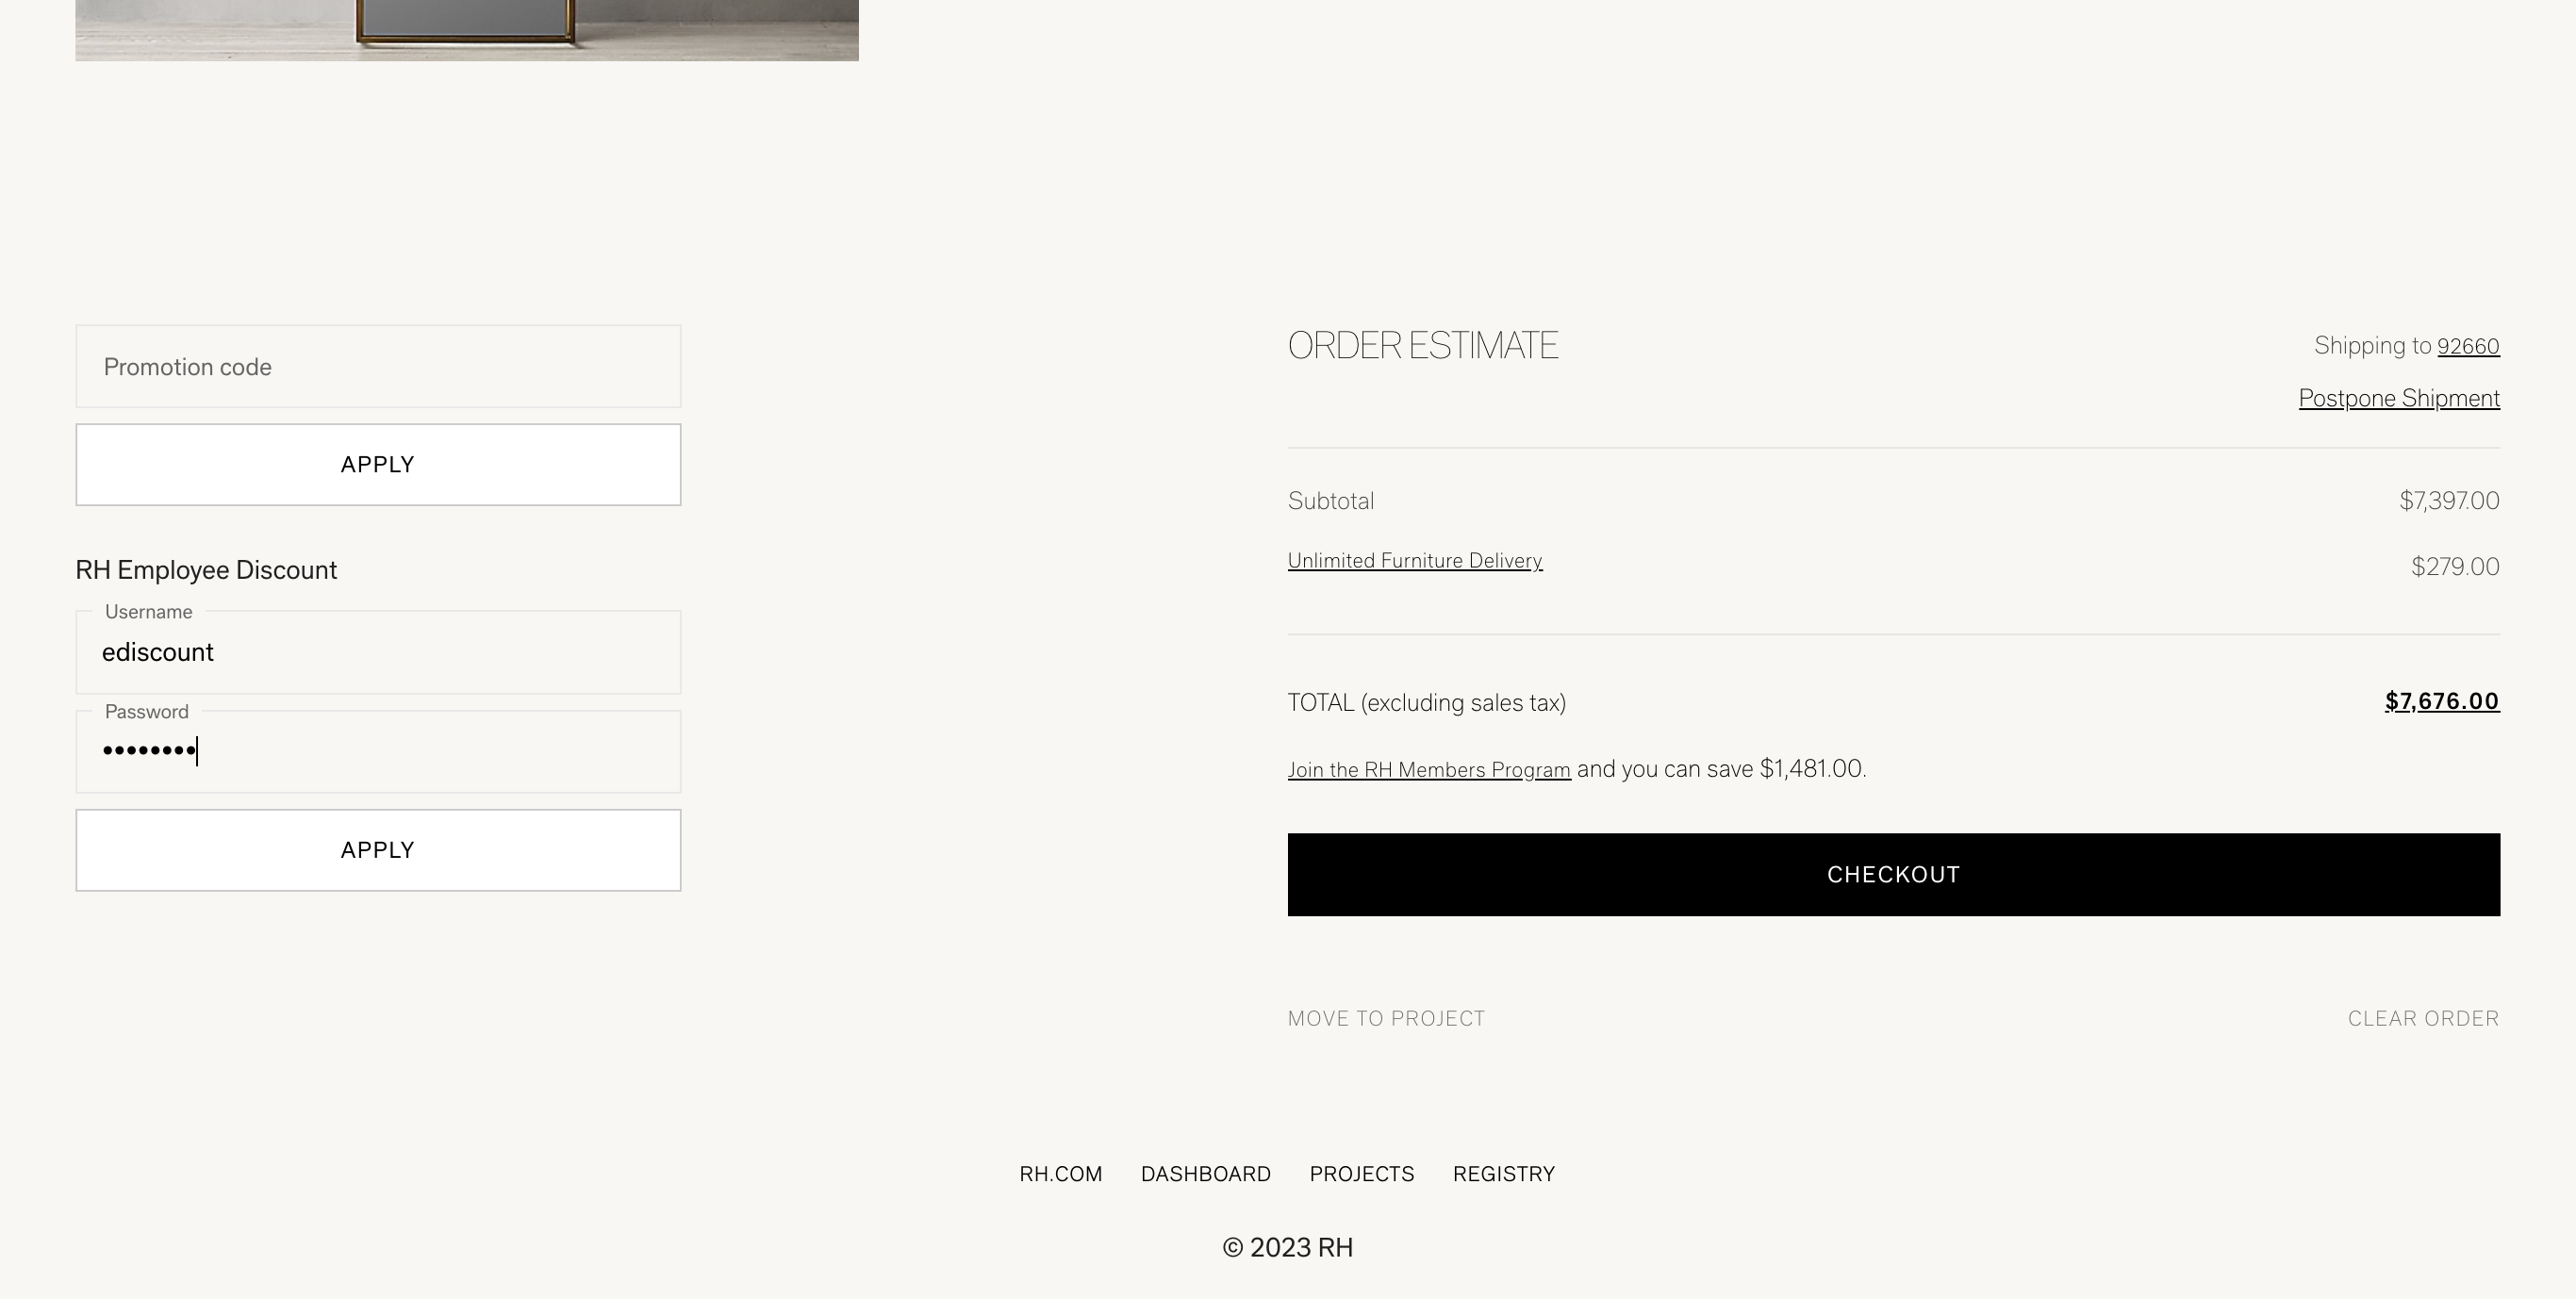 Promotion code
APPLY
RH Employee Discount
Username
ediscount
Password
••••••••
APPLY
ORDER ESTIMATE
Shipping to 92660
Postpone Shipment
Subtotal $7,397.00
Unlimited Furniture Delivery $279.00
TOTAL (excluding sales tax) $7,676.00
Join the RH Members Program and you can save $1,481.00.
CHECKOUT
MOVE TO PROJECT CLEAR ORDER
RH.COM DASHBOARD PROJECTS REGISTRY
© 2023 RH